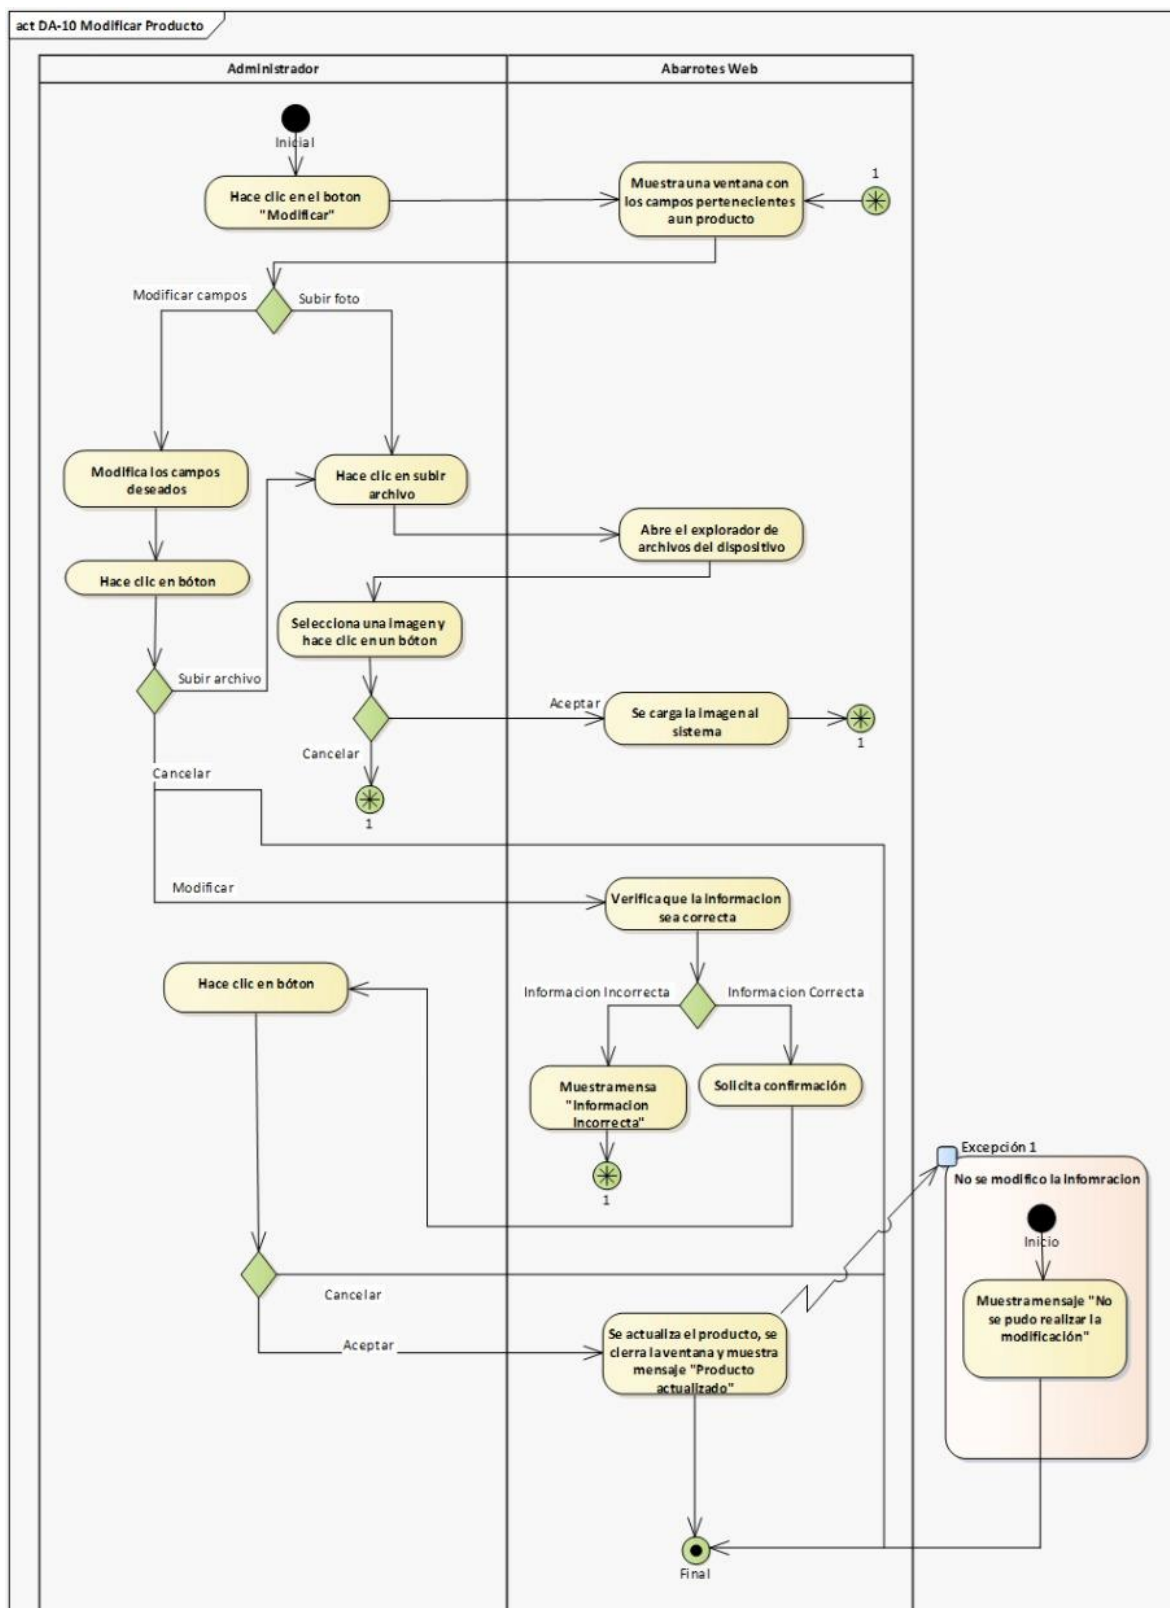 act DA-10 Modificar Producto
Administrador
Abarrotes Web
Inicial
Hace clic en el boton
"Modificar"
Muestra una ventana con
los campos pertenecientes
a un producto
1
Modificar campos
Subir foto
Modifica los campos
deseados
Hace clic en subir
archivo
Abre el explorador de
archivos del dispositivo
Hace clic en bóton
Selecciona una imagen y
hace clic en un bóton
Subir archivo
Aceptar
Se carga la imagen al
sistema
1
Cancelar
Cancelar
1
Modificar
Verifica que la informacion
sea correcta
Hace clic en bóton
Informacion Incorrecta
Informacion Correcta
Muestra mensa
"Informacion
Incorrecta"
Solicita confirmación
1
Excepción 1
No se modifico la Infomracion
Inicio
Muestra mensaje "No
se pudo realizar la
modificación"
Cancelar
Aceptar
Se actualiza el producto, se
cierra la ventana y muestra
mensaje "Producto
actualizado"
Final